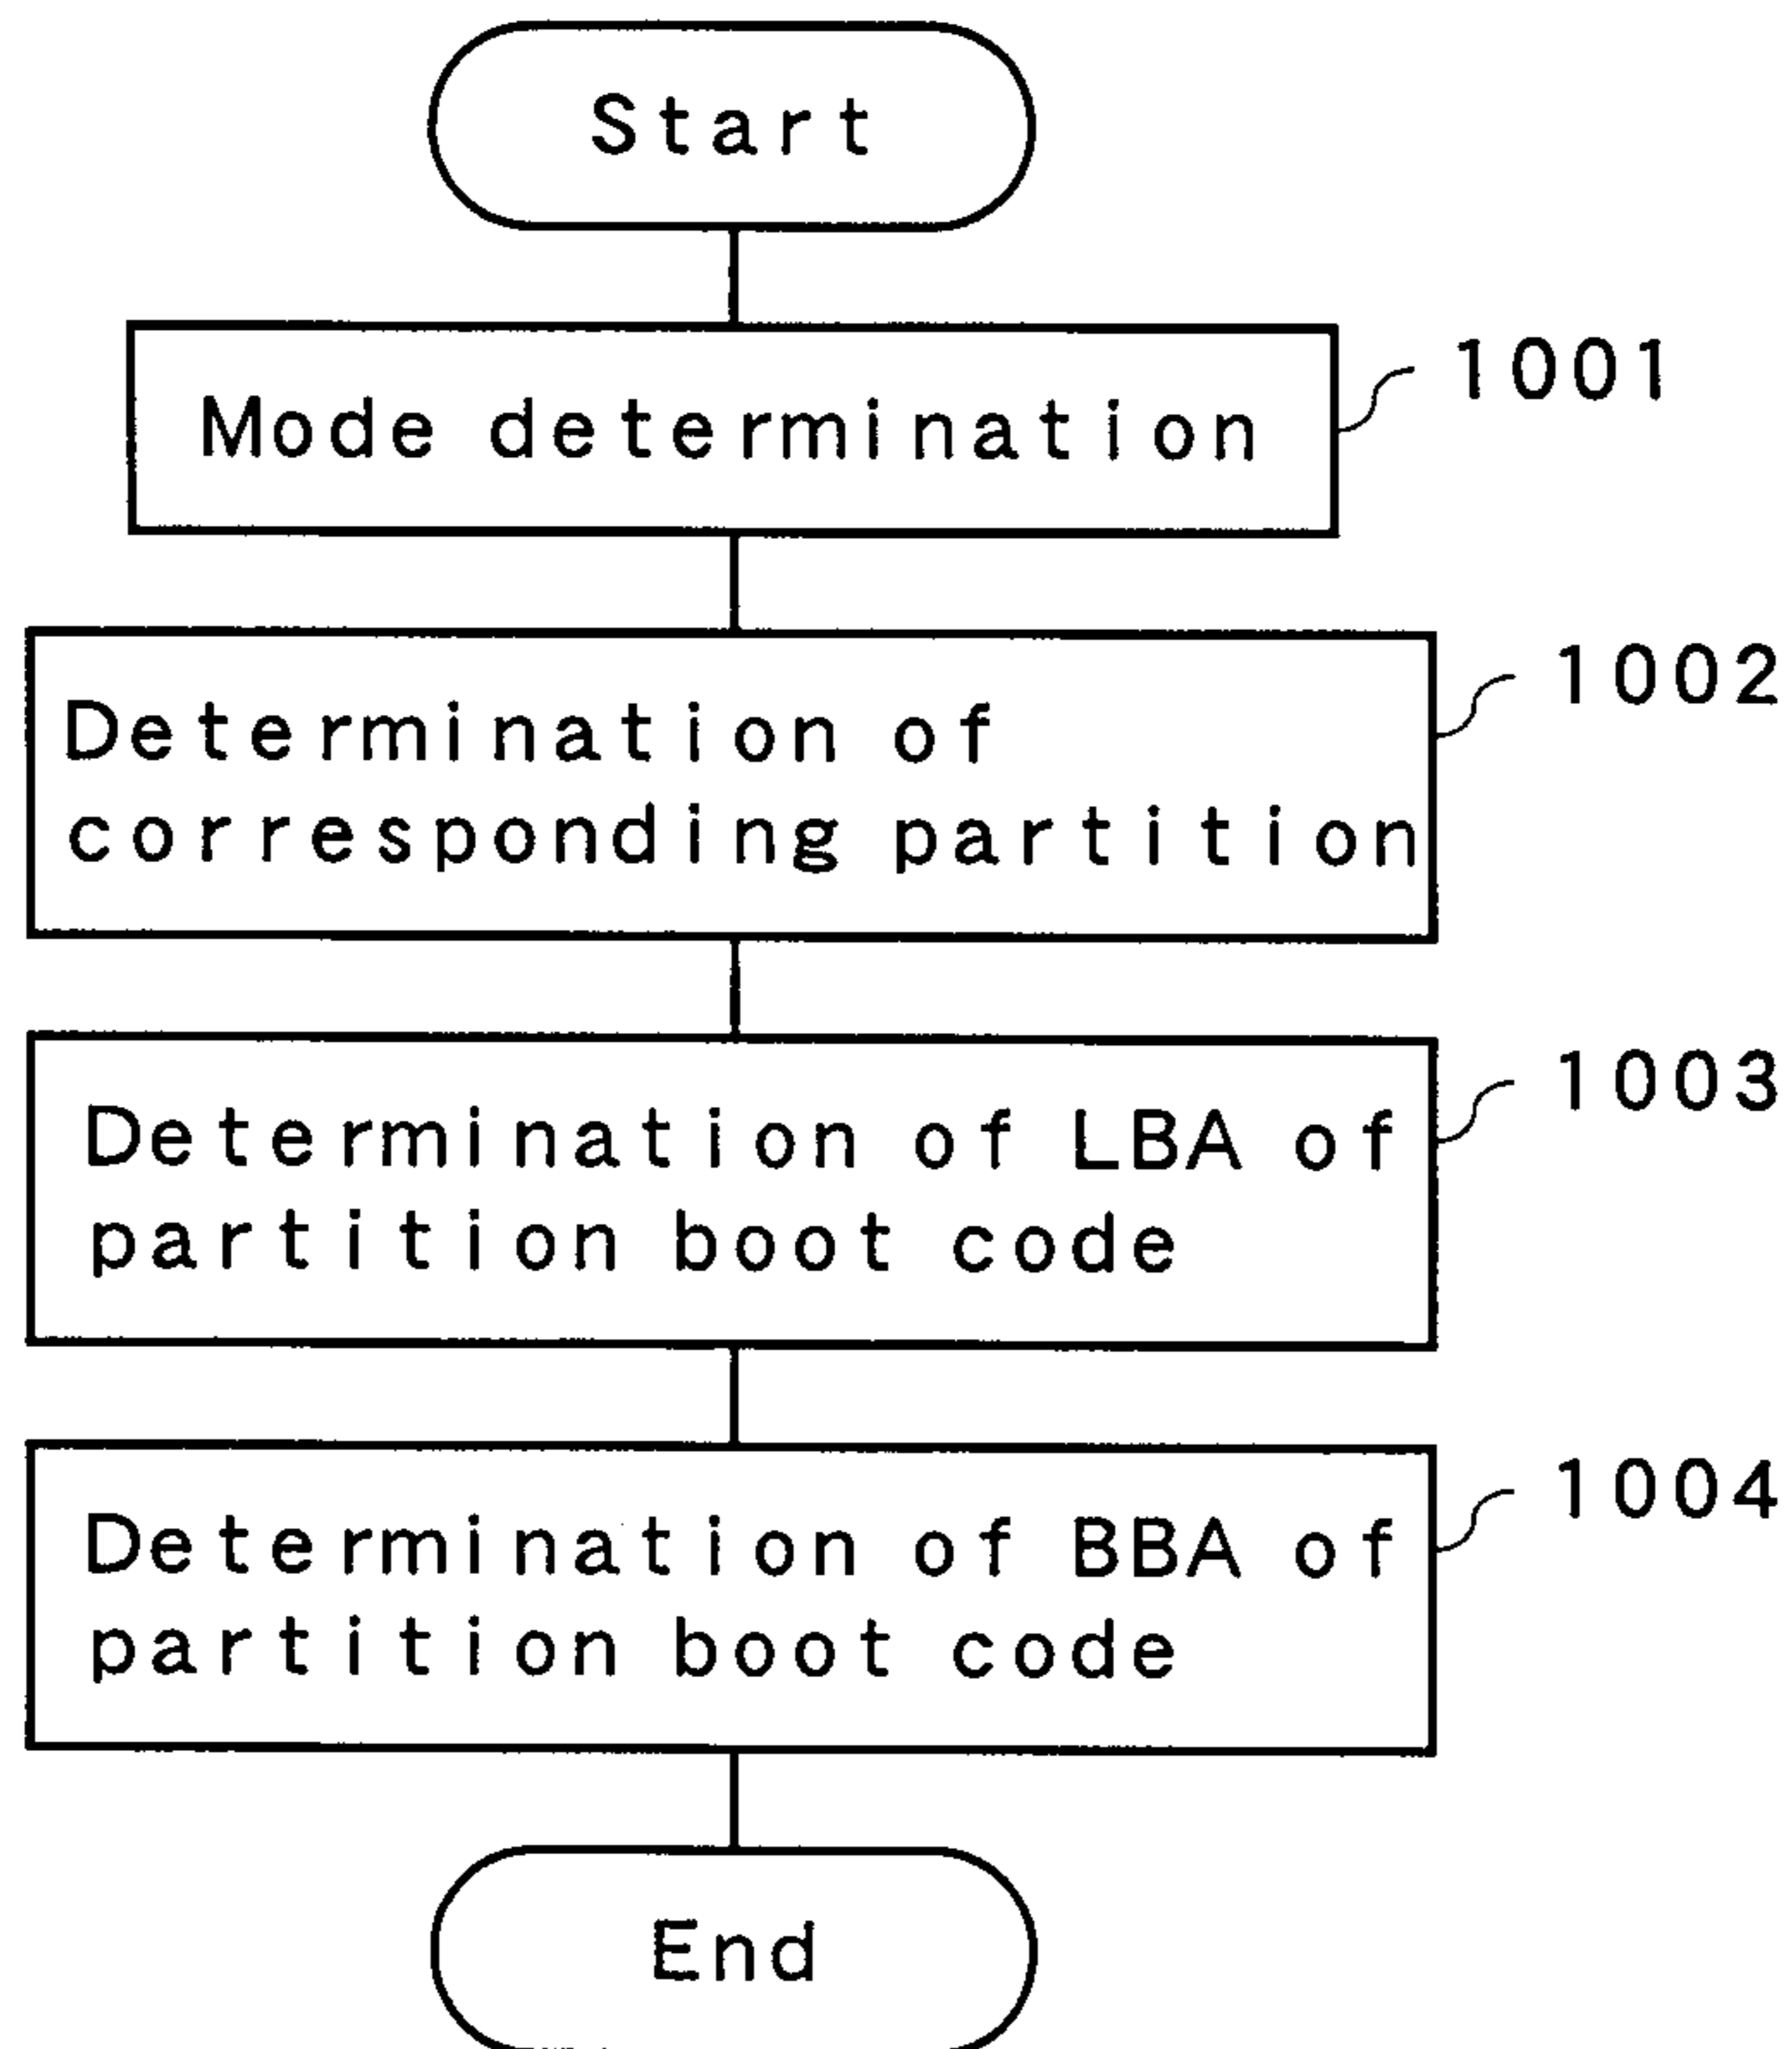 Start
Mode determination
1001
Determination of
corresponding partition
1002
Determination of LBA of
partition boot code
1003
Determination of BBA of
partition boot code
1004
End